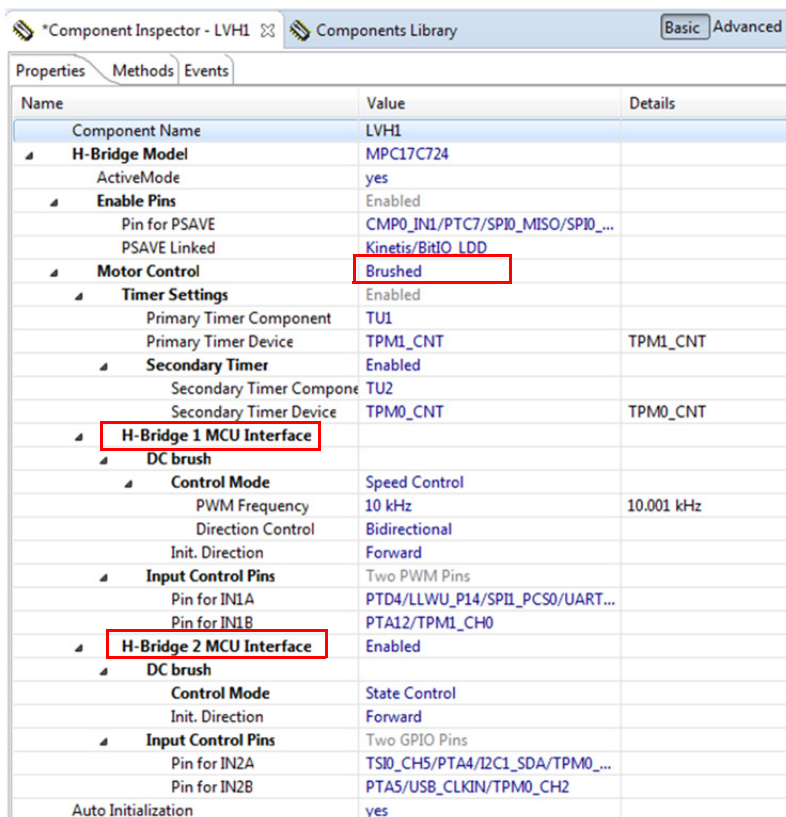 *Component Inspector - LVH1 Components Library Basic Advanced
Properties Methods Events
Name Value Details
Component Name LVH1
H-Bridge Model MPC17C724
ActiveMode yes
Enable Pins Enabled
Pin for PSAVE CMP0_IN1/PTC7/SPI0_MISO/SPI0_...
PSAVE Linked Kinetis/BitIO_LDD
Motor Control Brushed
Timer Settings Enabled
Primary Timer Component TU1
Primary Timer Device TPM1_CNT TPM1_CNT
Secondary Timer Enabled
Secondary Timer Compone TU2
Secondary Timer Device TPM0_CNT TPM0_CNT
H-Bridge 1 MCU Interface
DC brush
Control Mode Speed Control
PWM Frequency 10 kHz 10.001 kHz
Direction Control Bidirectional
Init. Direction Forward
Input Control Pins Two PWM Pins
Pin for IN1A PTD4/LLWU_P14/SPI1_PCS0/UART...
Pin for IN1B PTA12/TPM1_CH0
H-Bridge 2 MCU Interface Enabled
DC brush
Control Mode State Control
Init. Direction Forward
Input Control Pins Two GPIO Pins
Pin for IN2A TSI0_CH5/PTA4/I2C1_SDA/TPM0_...
Pin for IN2B PTA5/USB_CLKIN/TPM0_CH2
Auto Initialization yes